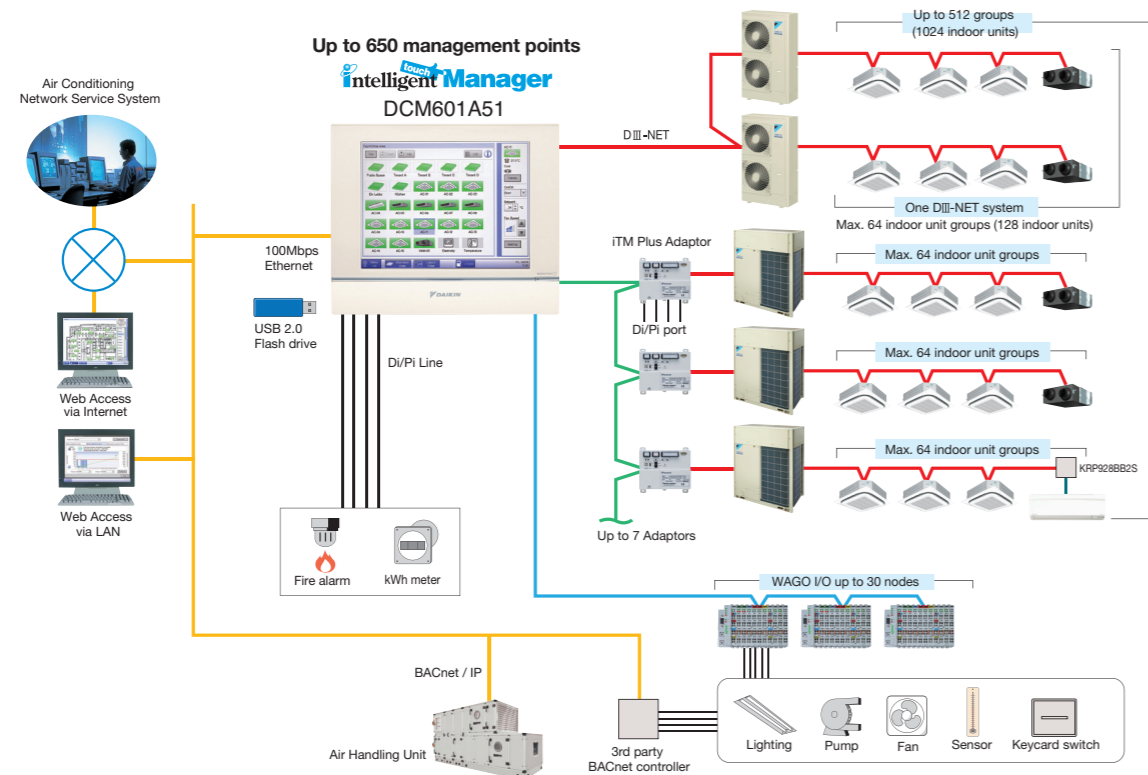 Up to 650 management points
intelligent touch Manager
DCM601A51
Air Conditioning
Network Service System
Up to 512 groups
(1024 indoor units)
DIII-NET
One DIII-NET system
Max. 64 indoor unit groups (128 indoor units)
100Mbps
Ethernet
DAIKIN
USB 2.0
Flash drive
iTM Plus Adaptor
Di/Pi port
Max. 64 indoor unit groups
Di/Pi Line
Max. 64 indoor unit groups
Web Access
via Internet
Max. 64 indoor unit groups
KRP928BB2S
Web Access
via LAN
Up to 7 Adaptors
Fire alarm
kWh meter
WAGO I/O up to 30 nodes
BACnet / IP
Air Handling Unit
3rd party
BACnet controller
Lighting
Pump
Fan
Sensor
Keycard switch